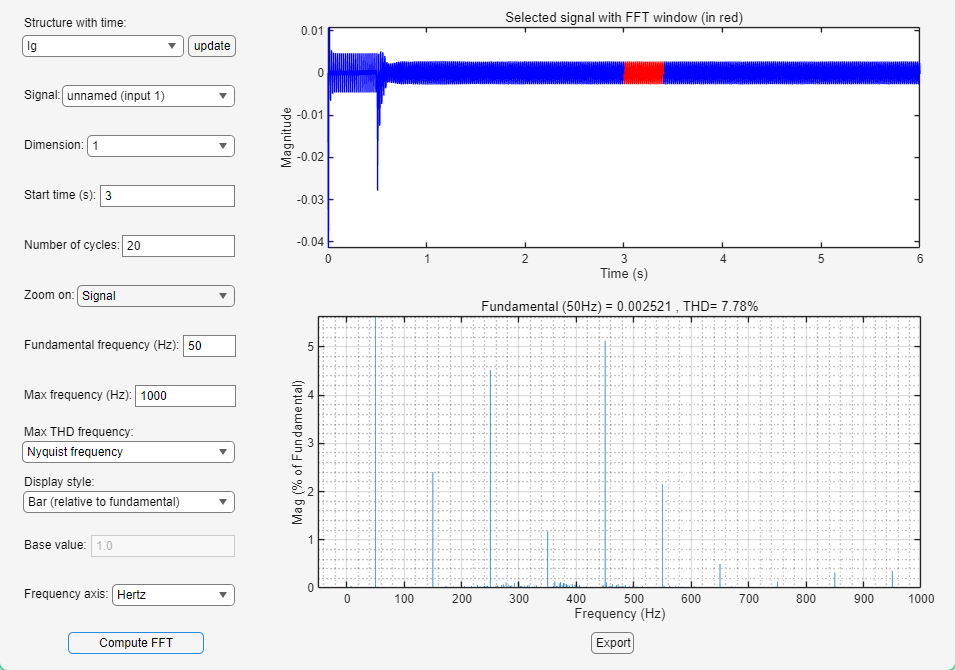 Structure with time:
Ig
update
Signal: unnamed (input 1)
Dimension: 1
Start time (s): 3
Number of cycles: 20
Zoom on: Signal
Fundamental frequency (Hz): 50
Max frequency (Hz): 1000
Max THD frequency:
Nyquist frequency
Display style:
Bar (relative to fundamental)
Base value: 1.0
Frequency axis: Hertz
Compute FFT
Selected signal with FFT window (in red)
0.01
0
-0.01
-0.02
-0.03
-0.04
Magnitude
0 1 2 3 4 5 6
Time (s)
Fundamental (50Hz) = 0.002521 , THD= 7.78%
5
4
3
2
1
0
Mag (% of Fundamental)
0 100 200 300 400 500 600 700 800 900 1000
Frequency (Hz)
Export